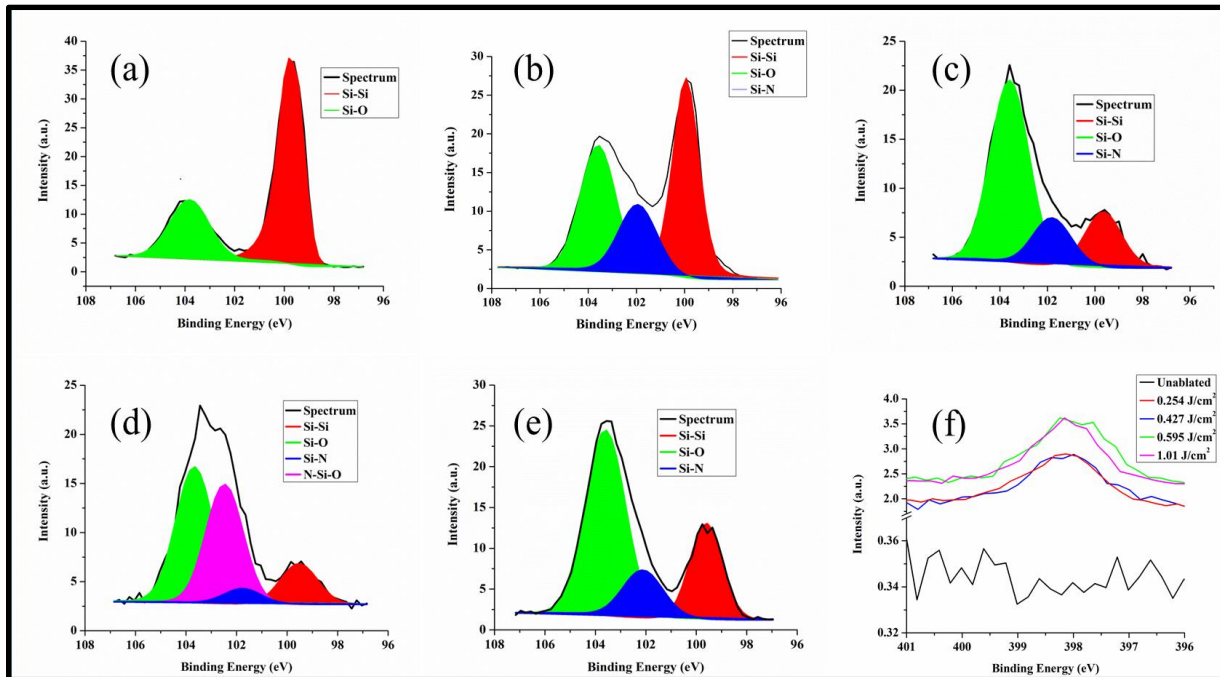 (a)
Spectrum
Si-Si
Si-O
Intensity (a.u.)
40
35
30
25
20
15
10
5
0
108 106 104 102 100 98 96
Binding Energy (eV)
(b)
Spectrum
Si-Si
Si-O
Si-N
Intensity (a.u.)
30
25
20
15
10
5
0
108 106 104 102 100 98 96
Binding Energy (eV)
(c)
Spectrum
Si-Si
Si-O
Si-N
Intensity (a.u.)
25
20
15
10
5
0
108 106 104 102 100 98 96
Binding Energy (eV)
(d)
Spectrum
Si-Si
Si-O
Si-N
N-Si-O
Intensity (a.u.)
25
20
15
10
5
0
108 106 104 102 100 98 96
Binding Energy (eV)
(e)
Spectrum
Si-Si
Si-O
Si-N
Intensity (a.u.)
30
25
20
15
10
5
0
108 106 104 102 100 98 96
Binding Energy (eV)
(f)
Unablated
0.254 J/cm²
0.427 J/cm²
0.595 J/cm²
1.01 J/cm²
Intensity (a.u.)
4.0
3.5
3.0
2.5
2.0
0.36
0.34
0.32
401 400 399 398 397 396
Binding Energy (eV)